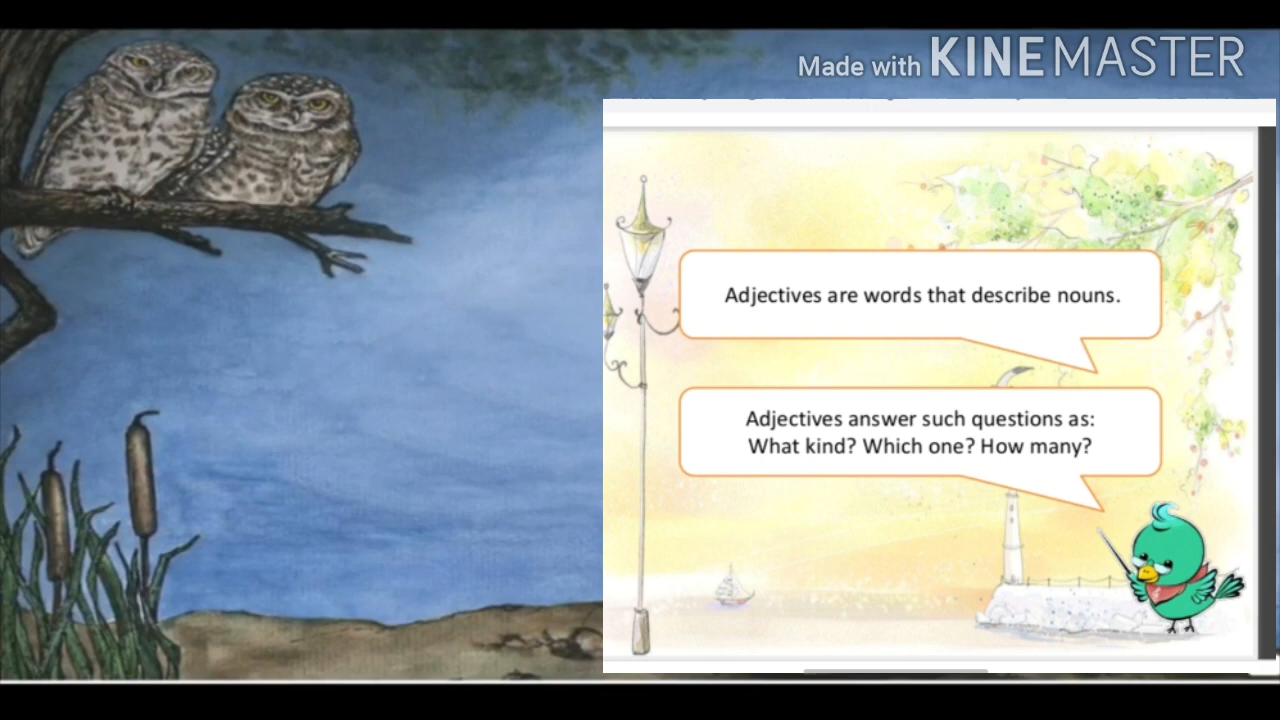 Made with KINEMASTER
Adjectives are words that describe nouns.
Adjectives answer such questions as:
What kind? Which one? How many?